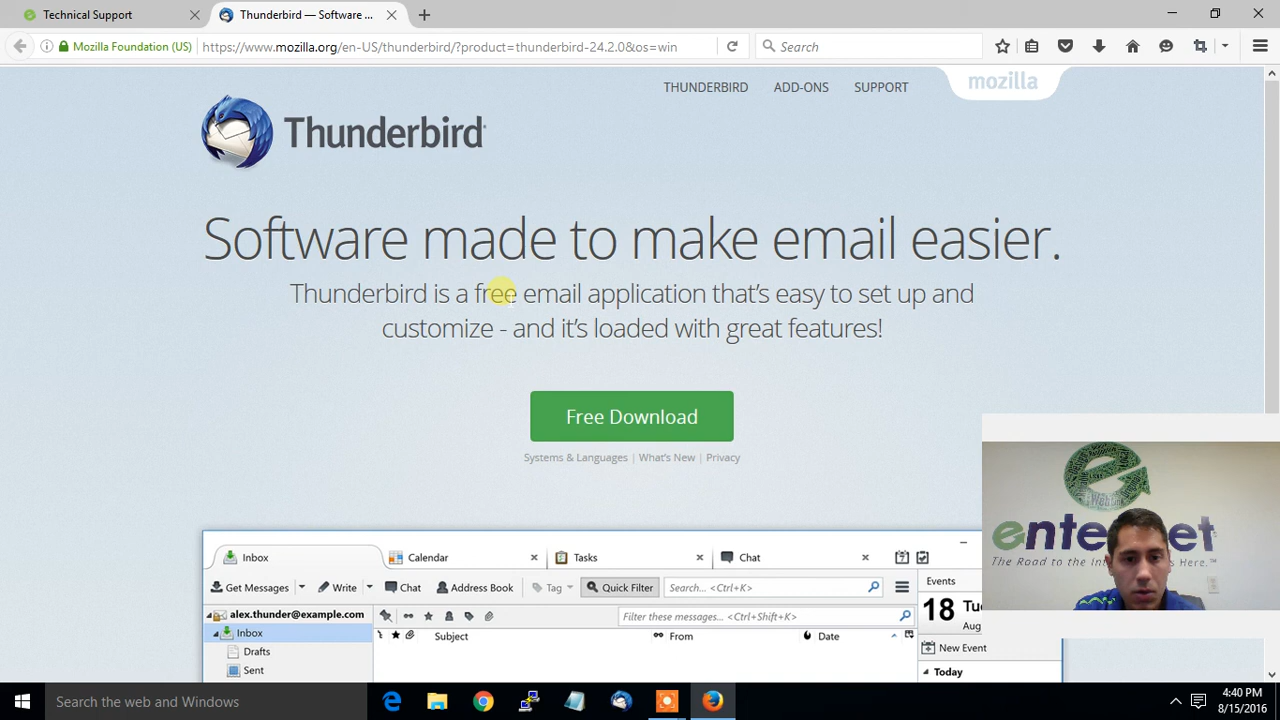 Technical Support
Thunderbird — Software ...
Mozilla Foundation (US)
https://www.mozilla.org/en-US/thunderbird/?product=thunderbird-24.2.0&os=win
Search
THUNDERBIRD
ADD-ONS
SUPPORT
mozilla
Thunderbird
Software made to make email easier.
Thunderbird is a free email application that's easy to set up and
customize - and it's loaded with great features!
Free Download
Systems & Languages | What's New | Privacy
Inbox
Calendar
Tasks
Chat
Get Messages
Write
Chat
Address Book
Tag
Quick Filter
Search... <Ctrl+K>
Events
alex.thunder@example.com
Filter these messages... <Ctrl+Shift+K>
18
Tu
Aug
Inbox
Subject
From
Date
Drafts
New Event
Sent
Today
enternet
The Road to the Internet Starts Here.
Search the web and Windows
4:40 PM
8/15/2016